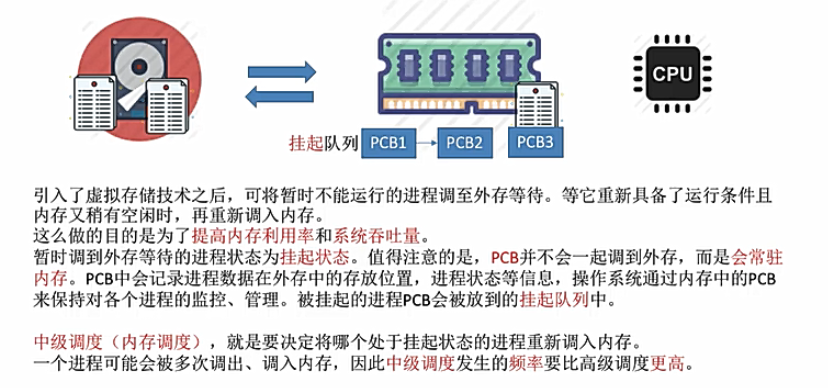 CPU
挂起队列 PCB1 PCB2 PCB3
引入了虚拟存储技术之后，可将暂时不能运行的进程调至外存等待。等它重新具备了运行条件且
内存又稍有空闲时，再重新调入内存。
这么做的目的是为了提高内存利用率和系统吞吐量。
暂时调到外存等待的进程状态为挂起状态。值得注意的是，PCB并不会一起调到外存，而是会常驻
内存。PCB中会记录进程数据在外存中的存放位置，进程状态等信息，操作系统通过内存中的PCB
来保持对各个进程的监控、管理。被挂起的进程PCB会被放到的挂起队列中。
中级调度（内存调度），就是要决定将哪个处于挂起状态的进程重新调入内存。
一个进程可能会被多次调出、调入内存，因此中级调度发生的频率要比高级调度更高。